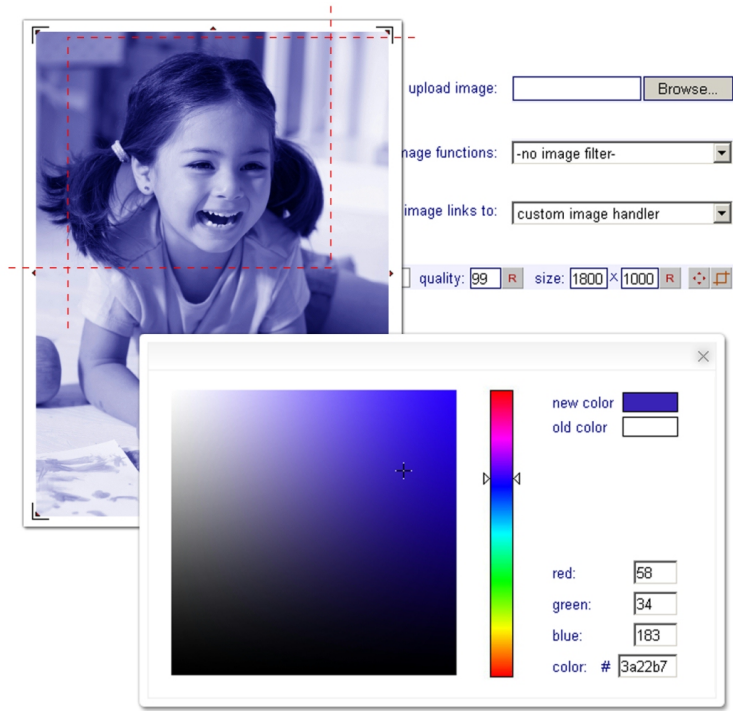 upload image:
Browse...
mage functions:
-no image filter-
image links to:
custom image handler
quality: 99 R size: 1800 × 1000 R
new color
old color
red: 58
green: 34
blue: 183
color: # 3a22b7